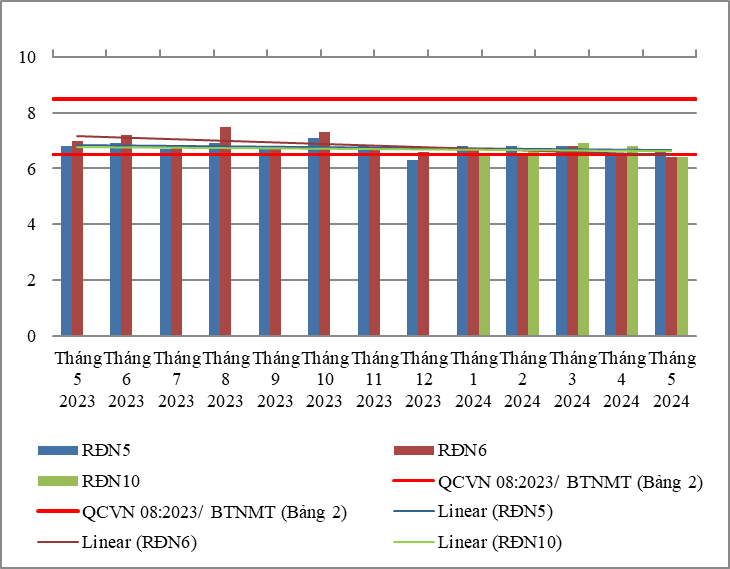 10
8
6
4
2
0
Tháng 5 2023
Tháng 6 2023
Tháng 7 2023
Tháng 8 2023
Tháng 9 2023
Tháng 10 2023
Tháng 11 2023
Tháng 12 2023
Tháng 1 2024
Tháng 2 2024
Tháng 3 2024
Tháng 4 2024
Tháng 5 2024
RĐN5
RĐN6
RĐN10
QCVN 08:2023/ BTNMT (Bảng 2)
QCVN 08:2023/ BTNMT (Bảng 2)
Linear (RĐN5)
Linear (RĐN6)
Linear (RĐN10)